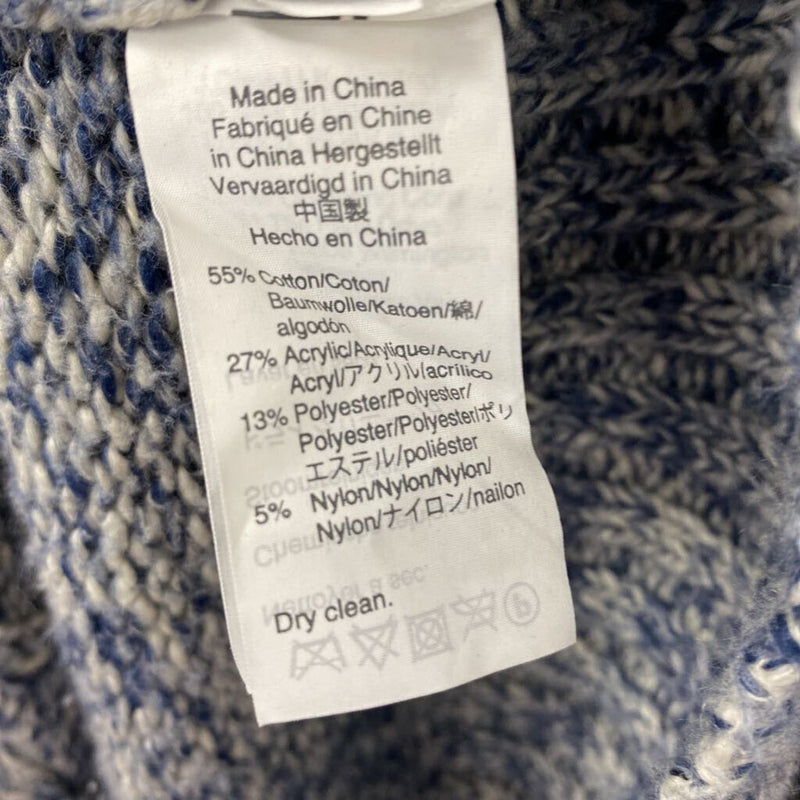 Made in China
Fabriqué en Chine
in China Hergestellt
Vervaardigd in China
中国製
Hecho en China
55% Cotton/Coton/
Baumwolle/Katoen/綿/
algodón
27% Acrylic/Acrylique/Acryl/
Acryl/アクリル/acrílico
13% Polyester/Polyester/
Polyester/Polyester/ポリ
エステル/poliéster
5% Nylon/Nylon/Nylon/
Nylon/ナイロン/nailon
Dry clean.